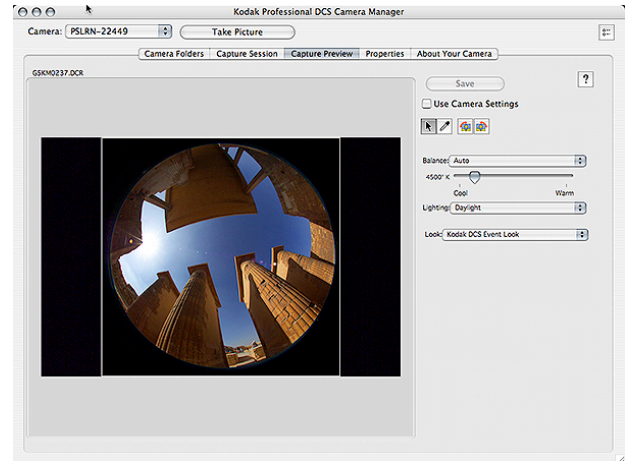 Kodak Professional DCS Camera Manager
Camera: PSLRN-22449 Take Picture
Camera Folders Capture Session Capture Preview Properties About Your Camera
GSKM0237.DCR
Save ?
Use Camera Settings
Balance: Auto
4500° K
Cool Warm
Lighting: Daylight
Look: Kodak DCS Event Look